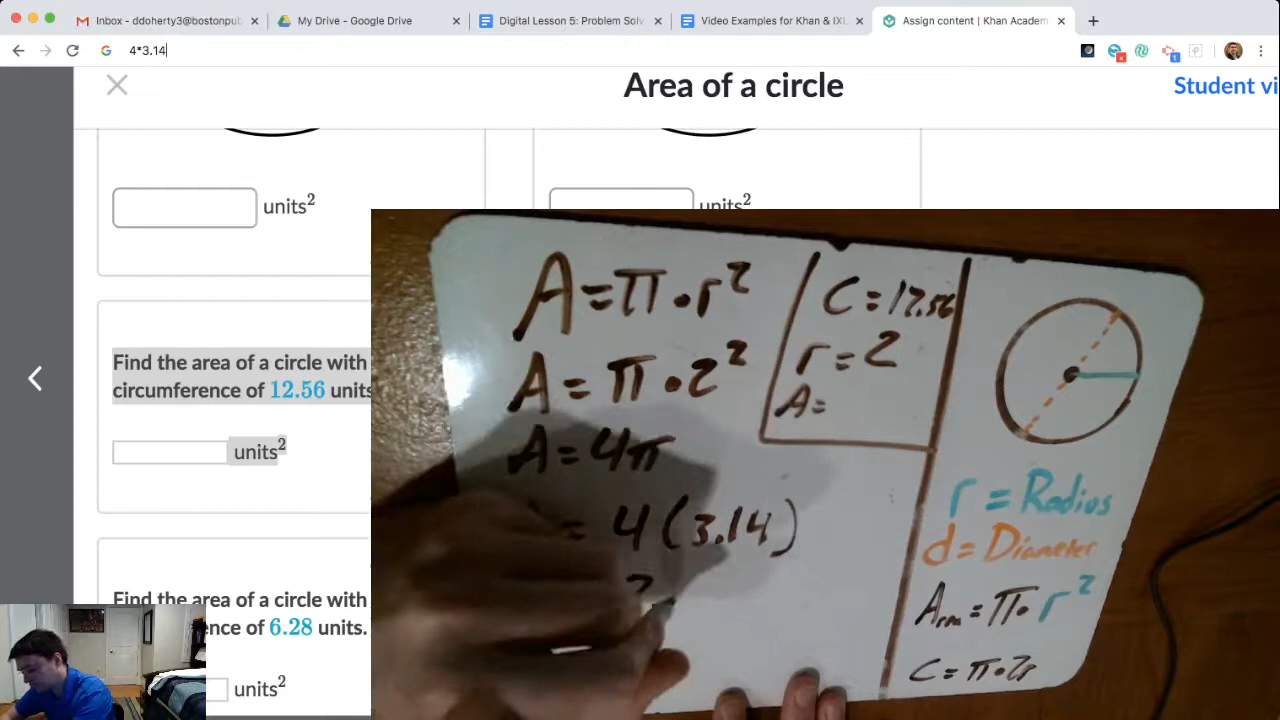 Inbox - ddoherty3@bostonpub
My Drive - Google Drive
Digital Lesson 5: Problem Solv
Video Examples for Khan & IXL
Assign content | Khan Academ
4*3.14
Area of a circle
Student vi
units²
units²
Find the area of a circle with
circumference of 12.56 units
units²
Find the area of a circle with
ence of 6.28 units.
units²
A=π•r²
A=π•2²
A=4π
= 4(3.14)
C=12.56
r=2
A=
r=Radios
d=Diameter
A
=π•r²
C=π•2r